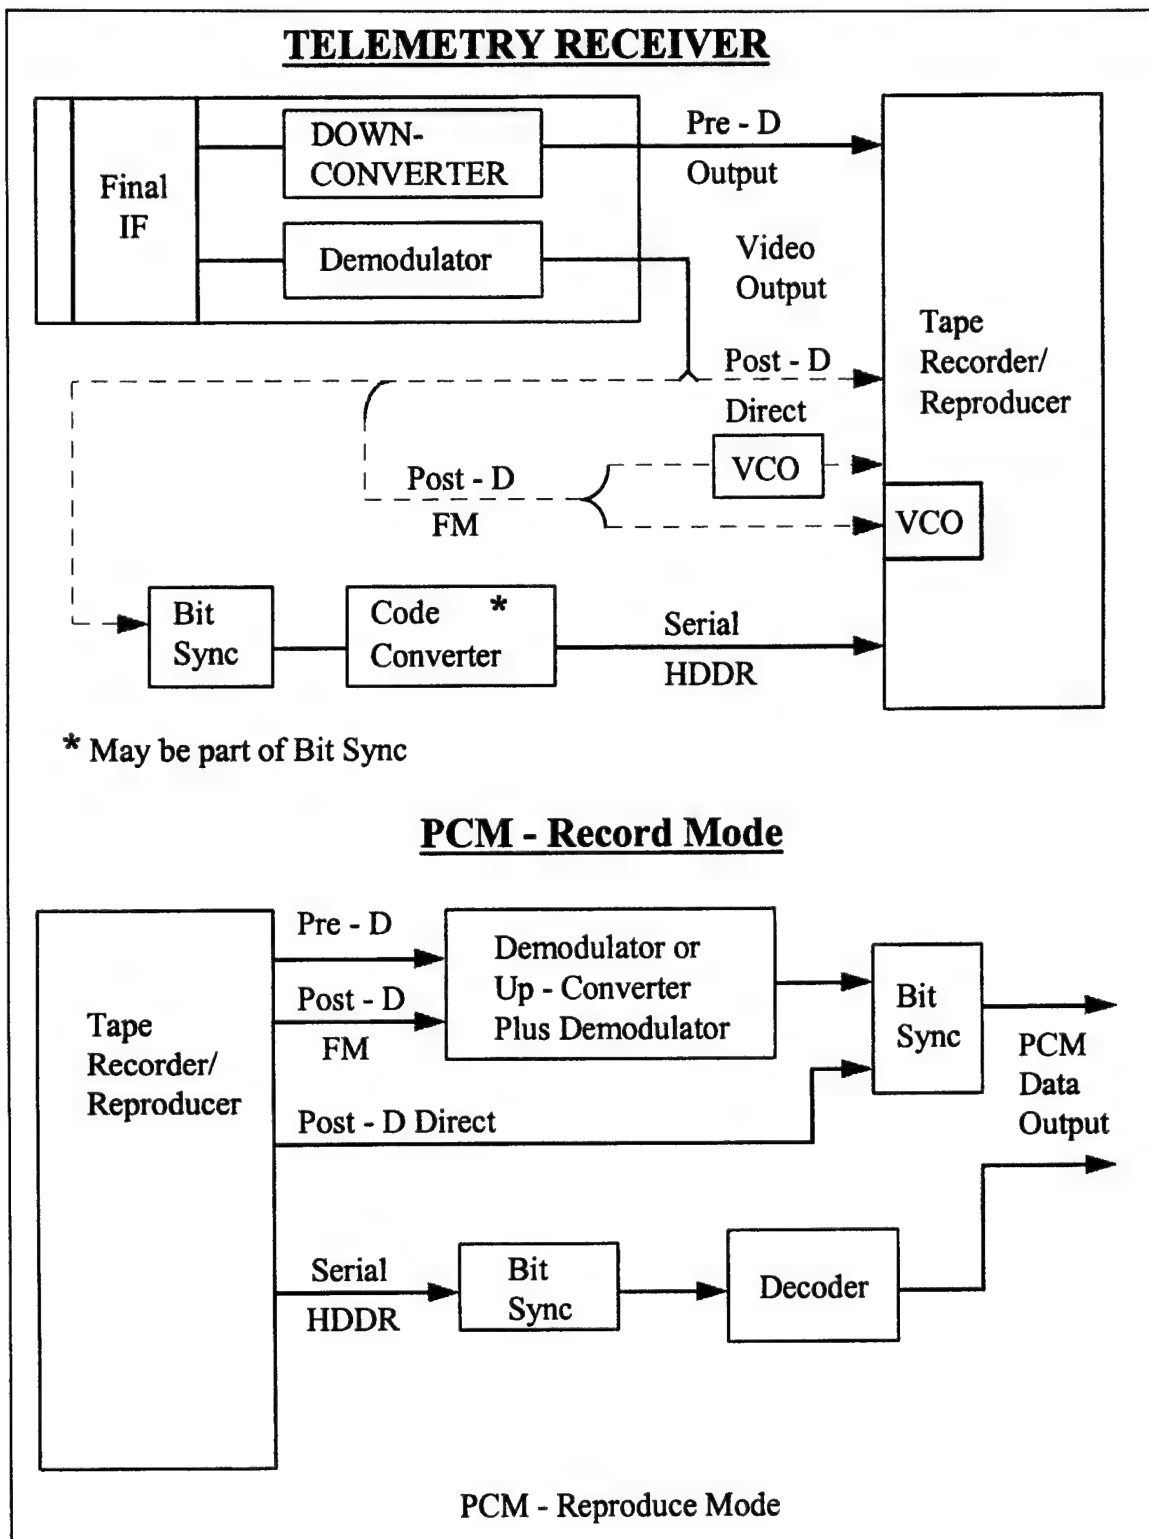 TELEMETRY RECEIVER
Final
IF
DOWN-
CONVERTER
Demodulator
Pre - D
Output
Video
Output
Post - D
Direct
VCO
Post - D
FM
VCO
Tape
Recorder/
Reproducer
Bit
Sync
Code *
Converter
Serial
HDDR
* May be part of Bit Sync
PCM - Record Mode
Tape
Recorder/
Reproducer
Pre - D
Post - D
FM
Demodulator or
Up - Converter
Plus Demodulator
Bit
Sync
PCM
Data
Output
Post - D Direct
Serial
HDDR
Bit
Sync
Decoder
PCM - Reproduce Mode